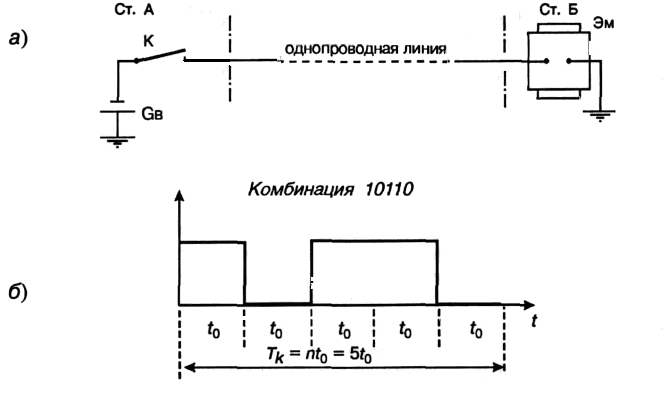 Ст. А Ст. Б
а) К однопроводная линия Эм
Gв
Комбинация 10110
б)
t0 t0 t0 t0 t0 t
Tk = nt0 = 5t0